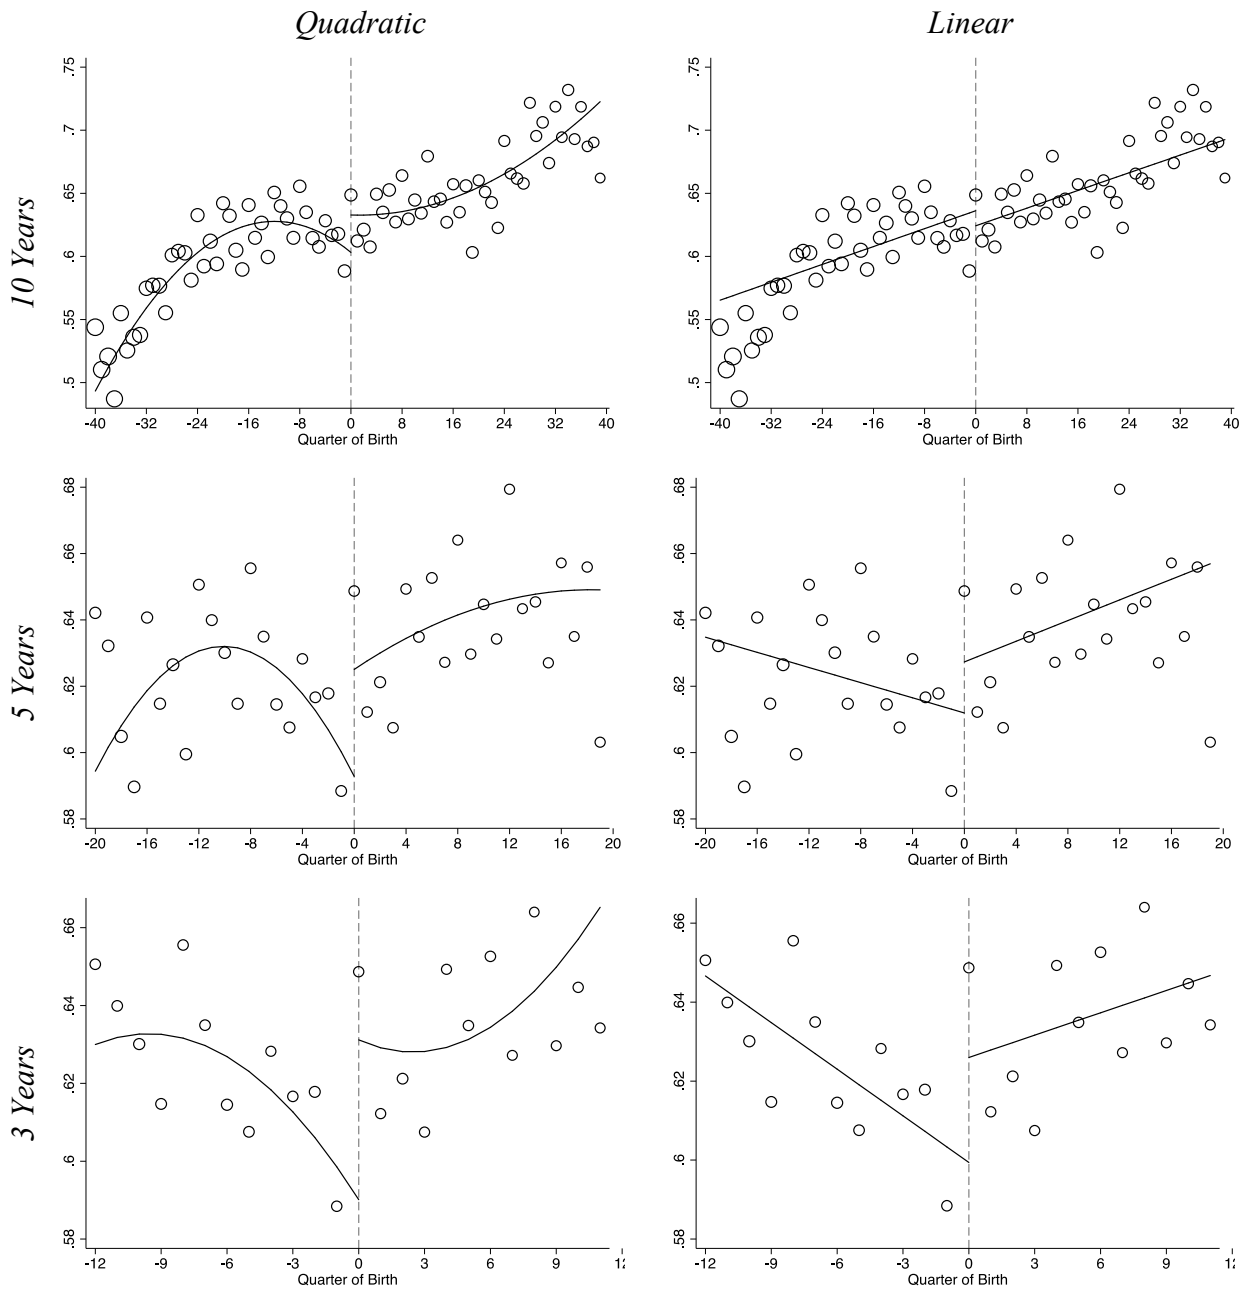 Quadratic Linear
10 Years
.75
.7
.65
.6
.55
.5
-40 -32 -24 -16 -8 0 8 16 24 32 40
Quarter of Birth
.75
.7
.65
.6
.55
.5
-40 -32 -24 -16 -8 0 8 16 24 32 40
Quarter of Birth
5 Years
.68
.66
.64
.62
.6
.58
-20 -16 -12 -8 -4 0 4 8 12 16 20
Quarter of Birth
.68
.66
.64
.62
.6
.58
-20 -16 -12 -8 -4 0 4 8 12 16 20
Quarter of Birth
3 Years
.66
.64
.62
.6
.58
-12 -9 -6 -3 0 3 6 9
Quarter of Birth
.66
.64
.62
.6
.58
-12 -9 -6 -3 0 3 6 9
Quarter of Birth